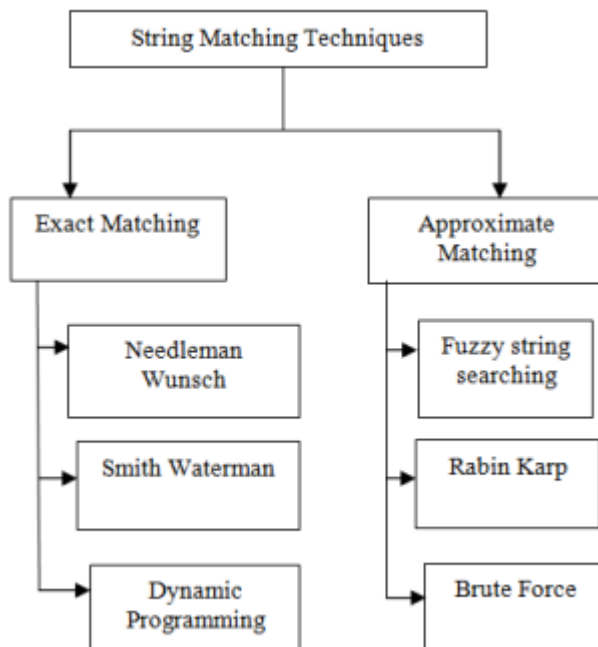 String Matching Techniques
Exact Matching
Approximate
Matching
Needleman
Wunsch
Fuzzy string
searching
Smith Waterman
Rabin Karp
Dynamic
Programming
Brute Force